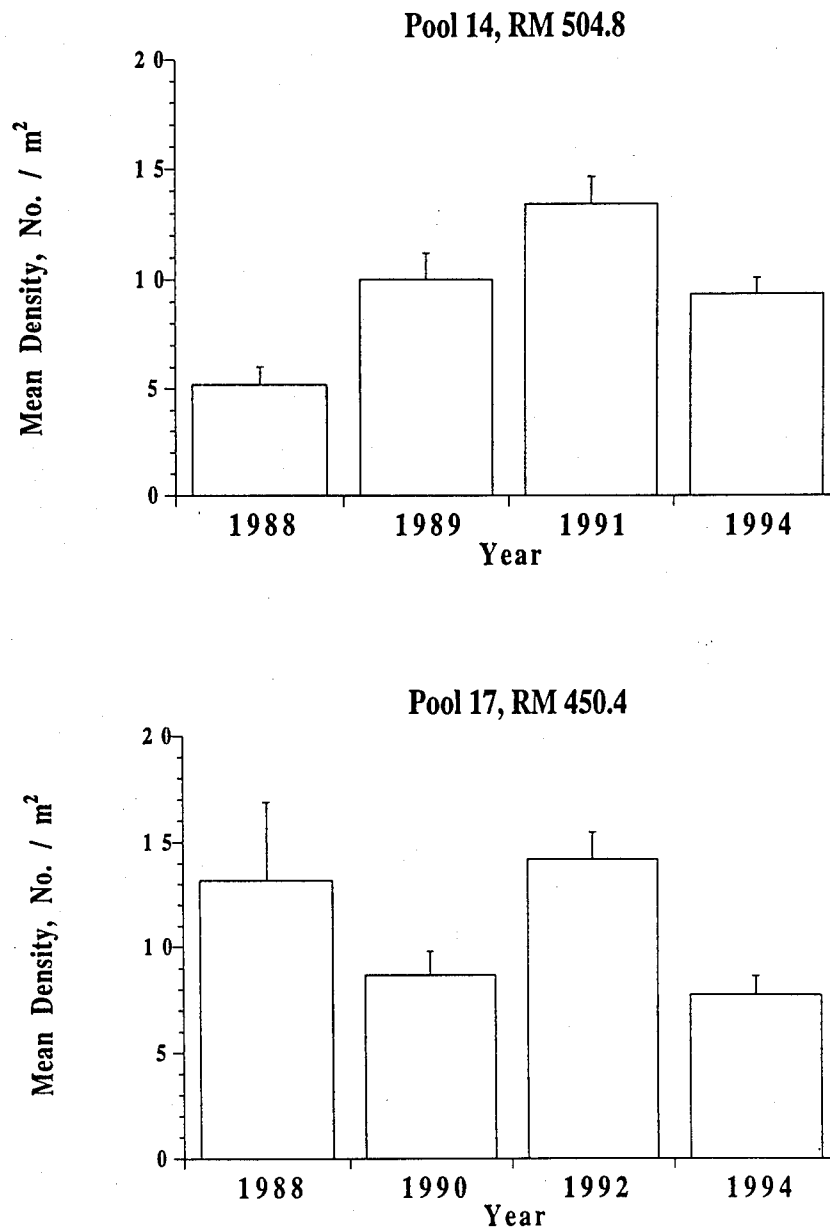 Pool 14, RM 504.8
Mean Density, No. / m²
20
15
10
5
0
1988 1989 1991 1994
Year
Pool 17, RM 450.4
Mean Density, No. / m²
20
15
10
5
0
1988 1990 1992 1994
Year